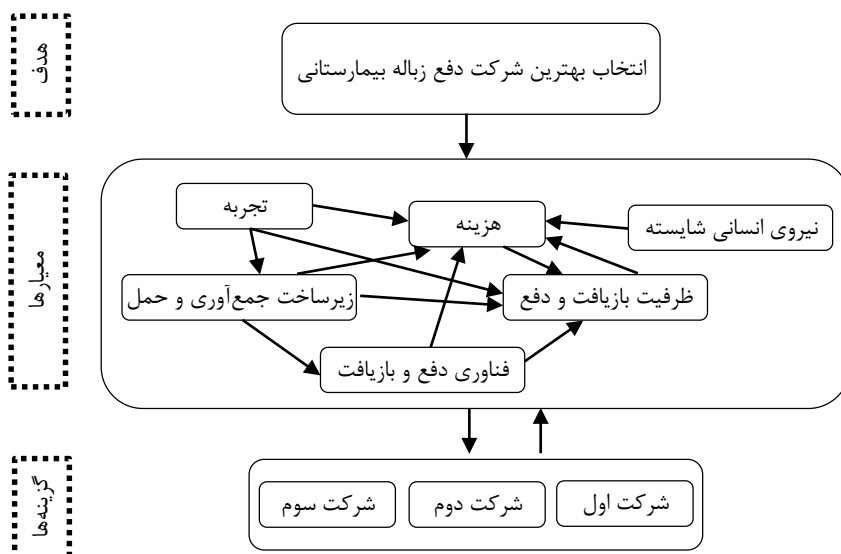 هدف
انتخاب بهترین شرکت دفع زباله بیمارستانی
معیارها
تجربه
هزینه
نیروی انسانی شایسته
زیرساخت جمع‌آوری و حمل
ظرفیت بازیافت و دفع
فناوری دفع و بازیافت
گزینه‌ها
شرکت اول
شرکت دوم
شرکت سوم